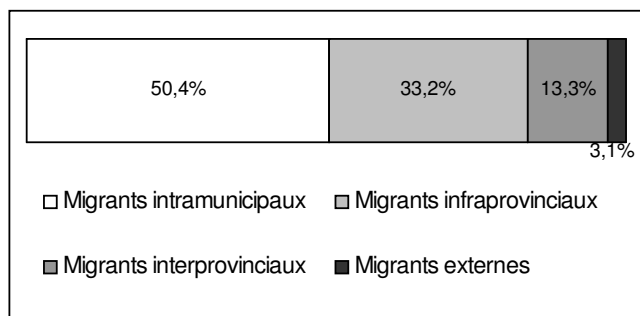 50,4% 33,2% 13,3%
3,1%
Migrants intramunicipaux Migrants infraprovinciaux
Migrants interprovinciaux Migrants externes